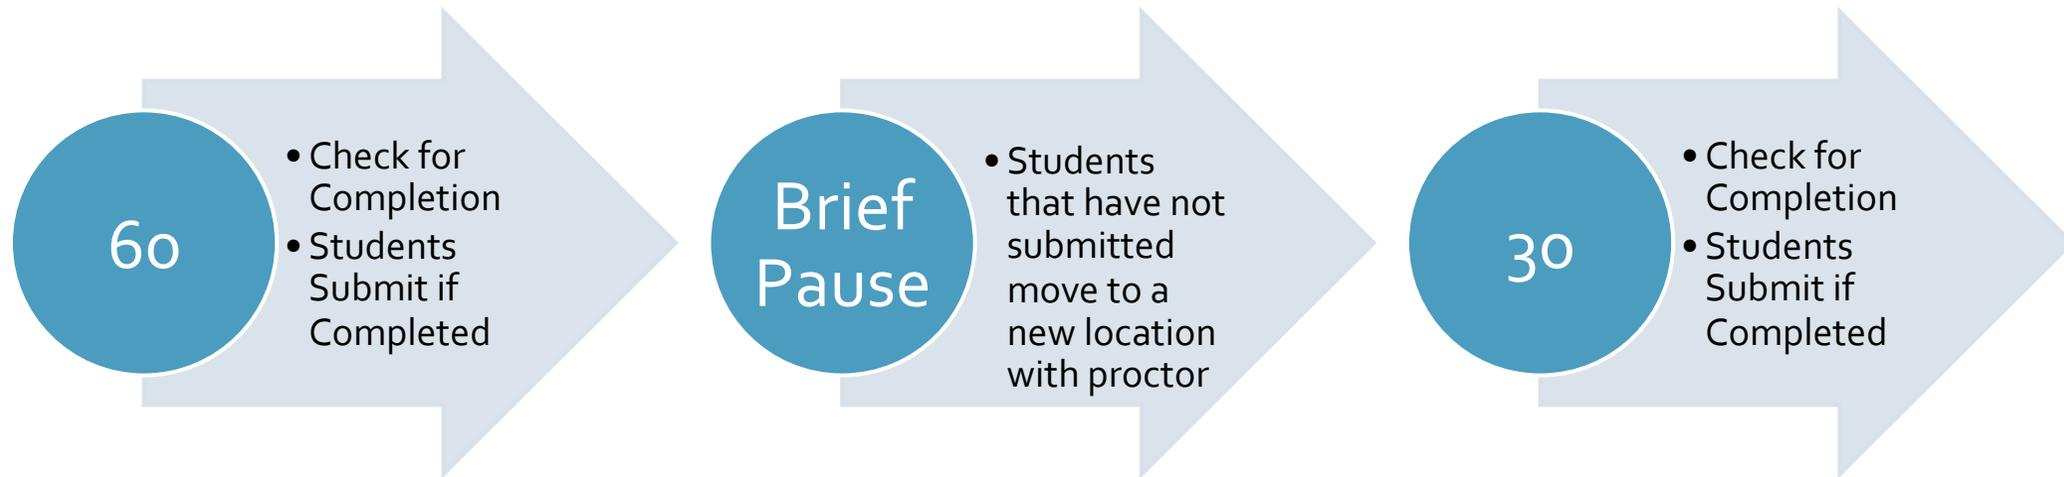 60
• Check for
Completion
• Students
Submit if
Completed
Brief
Pause
• Students
that have not
submitted
move to a
new location
with proctor
30
• Check for
Completion
• Students
Submit if
Completed